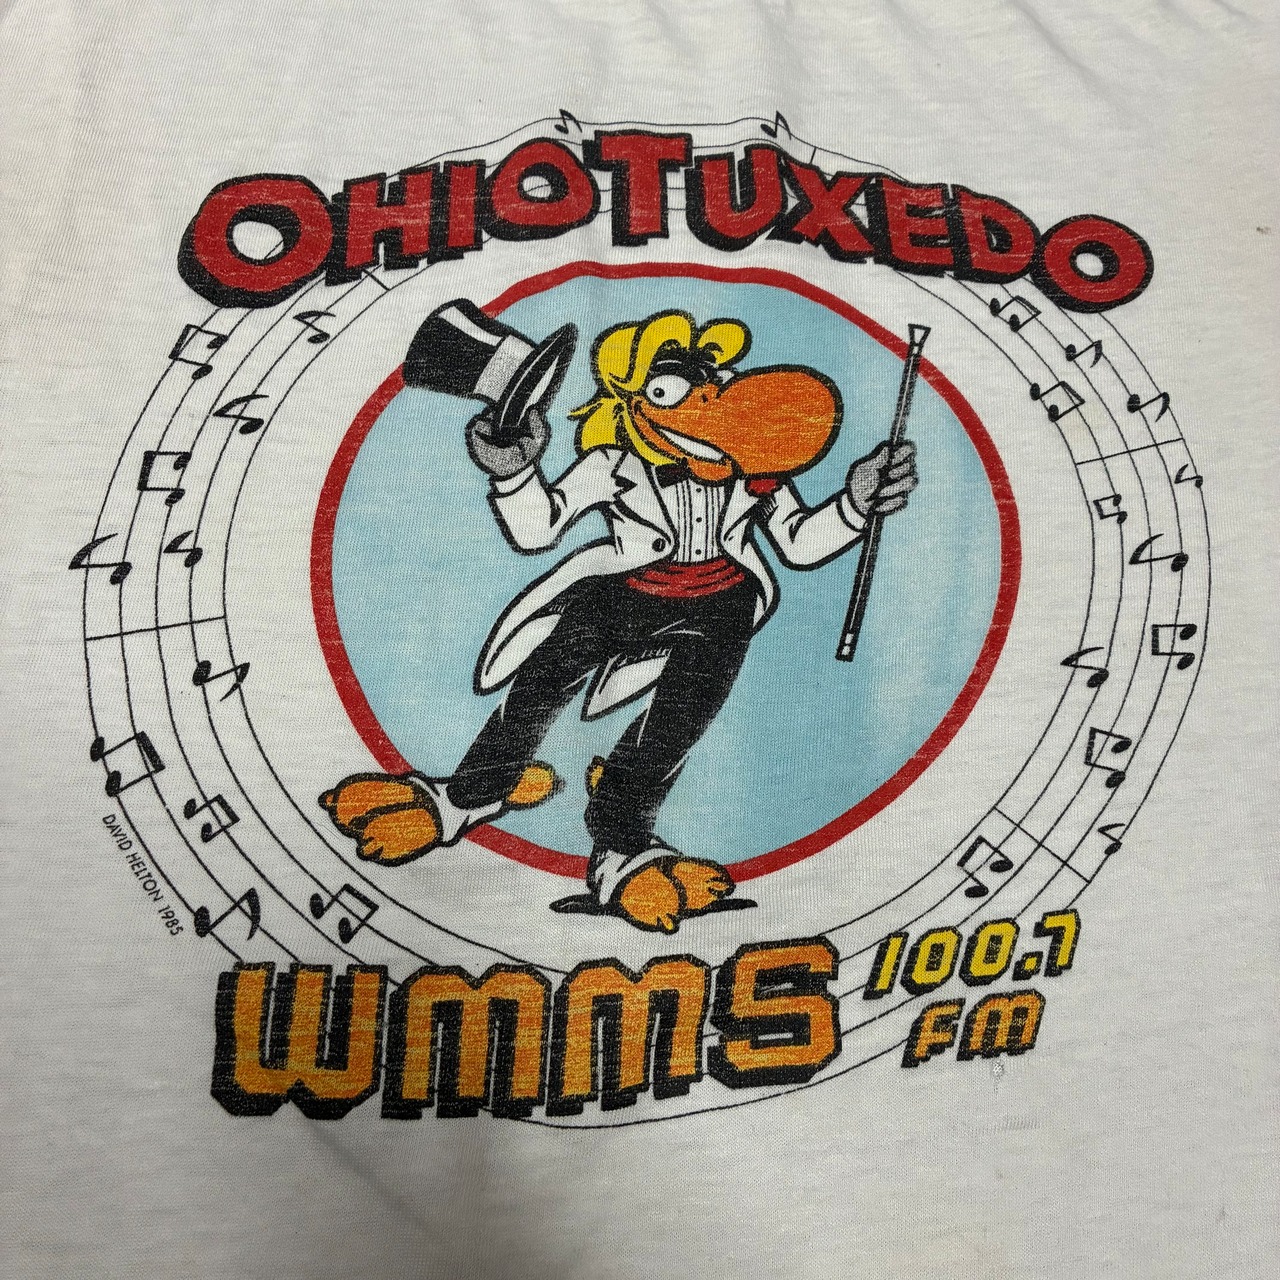 OHIOTUXEDO
DAVID HELTON 1985
WMMS 100.7
FM